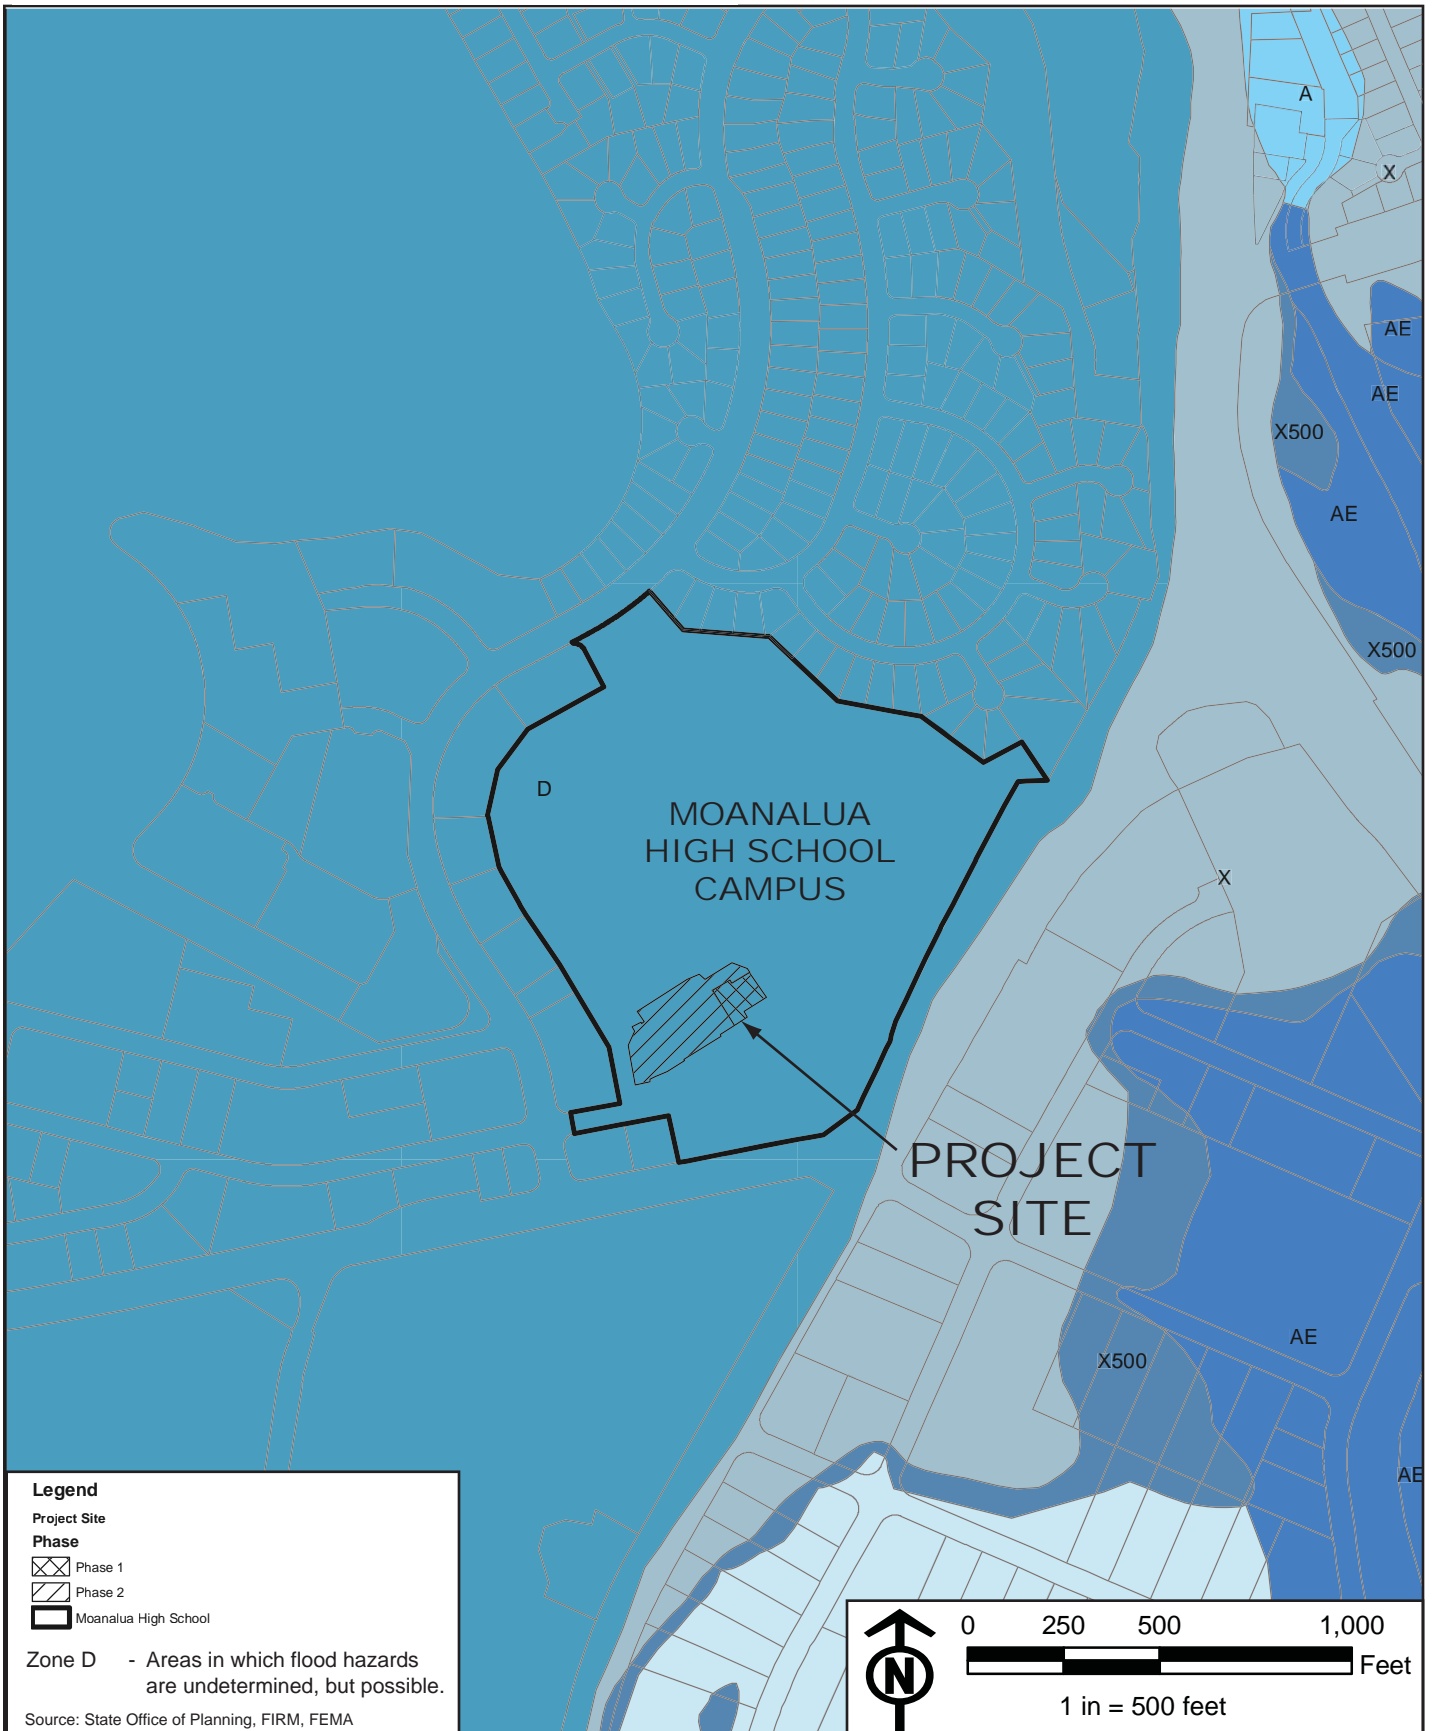 A
X
AE
AE
X500
AE
X500
D
MOANALUA
HIGH SCHOOL
CAMPUS
X
PROJECT
SITE
AE
X500
AE
Legend
Project Site
Phase
Phase 1
Phase 2
Moanalua High School
Zone D - Areas in which flood hazards
are undetermined, but possible.
Source: State Office of Planning, FIRM, FEMA
N
0 250 500 1,000
Feet
1 in = 500 feet